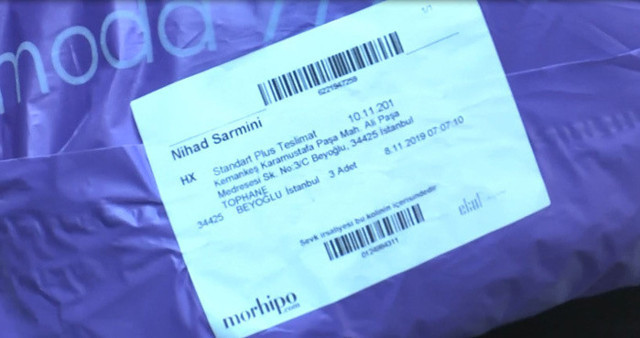 moda
1/1
6221947259
Nihad Sarmini
HX Standart Plus Teslimat 10.11.201
Kemankeş Karamustafa Paşa Mah. Ali Paşa
Medresesi Sk. No:3/C Beyoğlu, 34425 İstanbul
TOPHANE 8.11.2019 07:07:10
34425 BEYOĞLU İstanbul 3 Adet
Sevk irsaliyesi bu kolinin içerisindedir
morhipo
.com